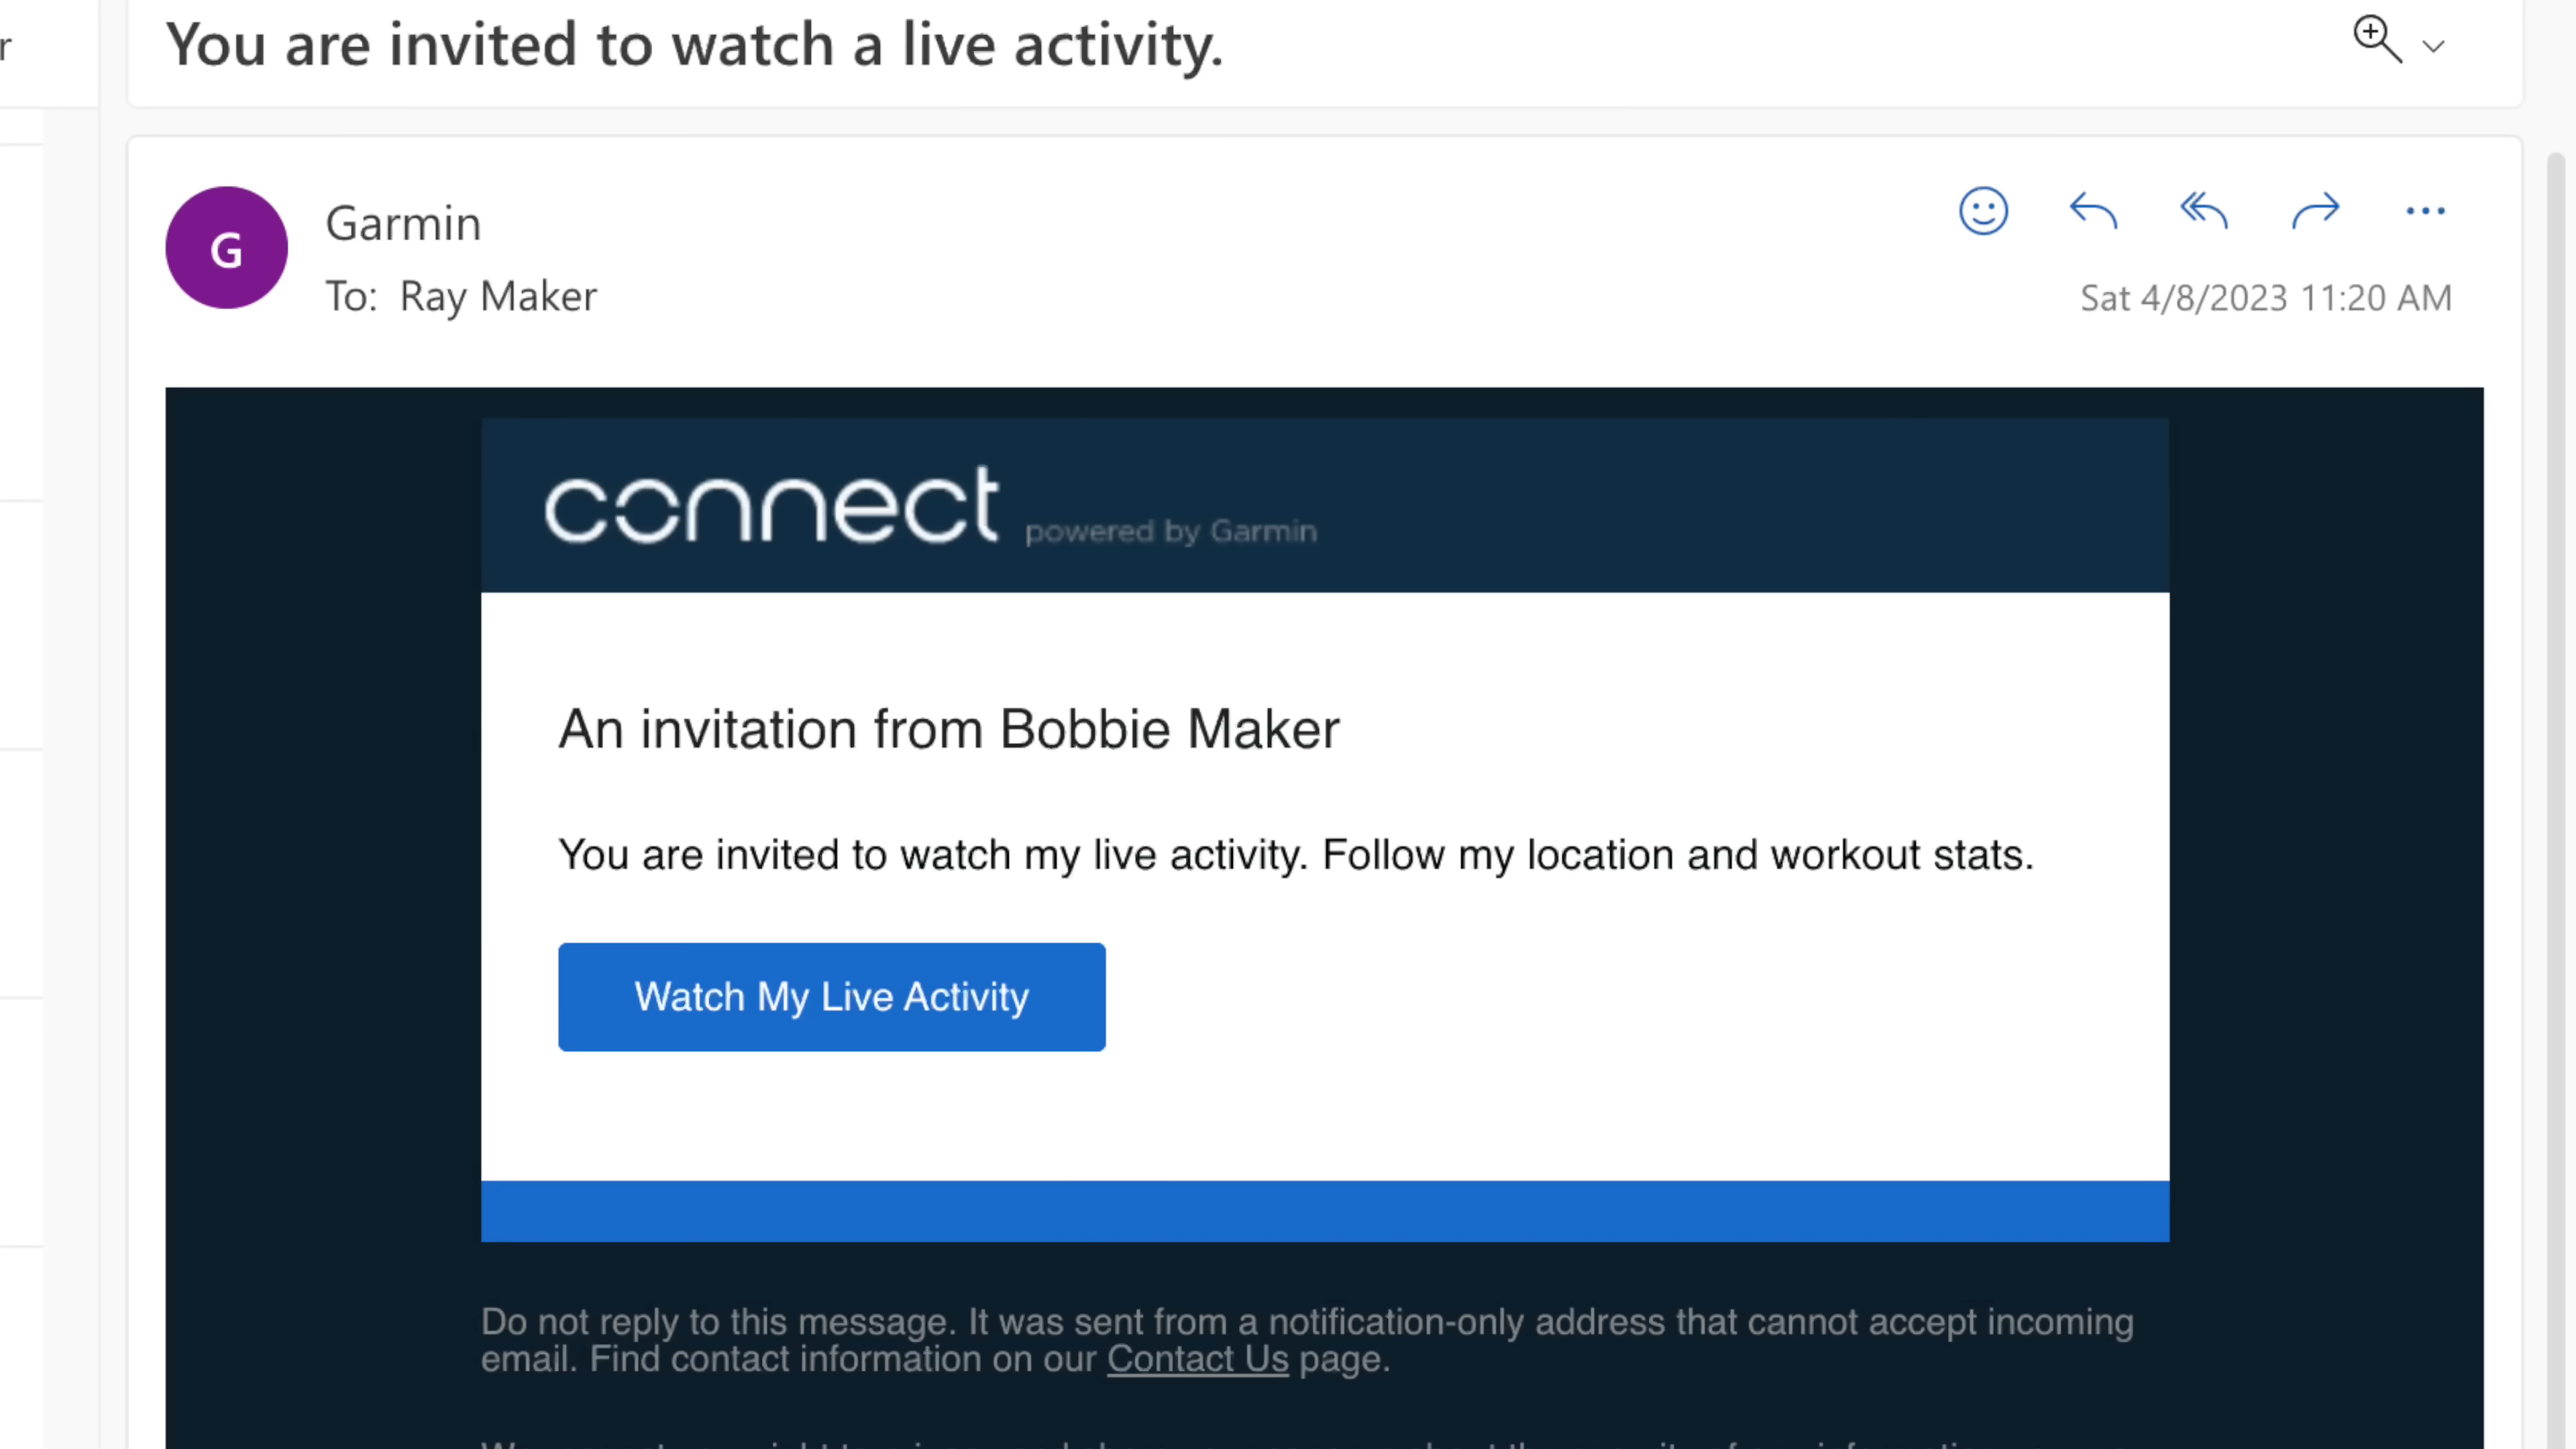 r
You are invited to watch a live activity.
G
Garmin
To: Ray Maker
Sat 4/8/2023 11:20 AM
connect powered by Garmin
An invitation from Bobbie Maker
You are invited to watch my live activity. Follow my location and workout stats.
Watch My Live Activity
Do not reply to this message. It was sent from a notification-only address that cannot accept incoming
email. Find contact information on our Contact Us page.